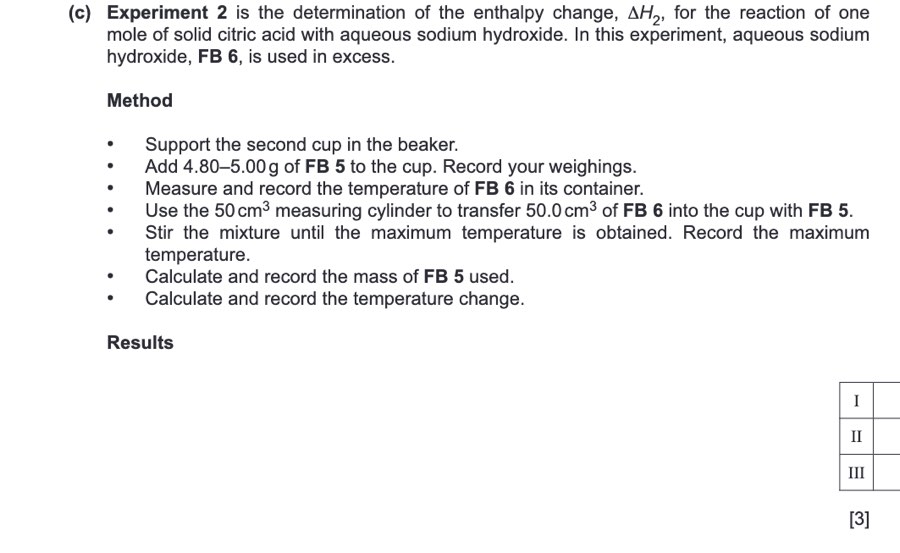 (c) Experiment 2 is the determination of the enthalpy change, ΔH₂, for the reaction of one
mole of solid citric acid with aqueous sodium hydroxide. In this experiment, aqueous sodium
hydroxide, FB 6, is used in excess.
Method
• Support the second cup in the beaker.
• Add 4.80–5.00 g of FB 5 to the cup. Record your weighings.
• Measure and record the temperature of FB 6 in its container.
• Use the 50 cm³ measuring cylinder to transfer 50.0 cm³ of FB 6 into the cup with FB 5.
• Stir the mixture until the maximum temperature is obtained. Record the maximum
temperature.
• Calculate and record the mass of FB 5 used.
• Calculate and record the temperature change.
Results
I
II
III
[3]